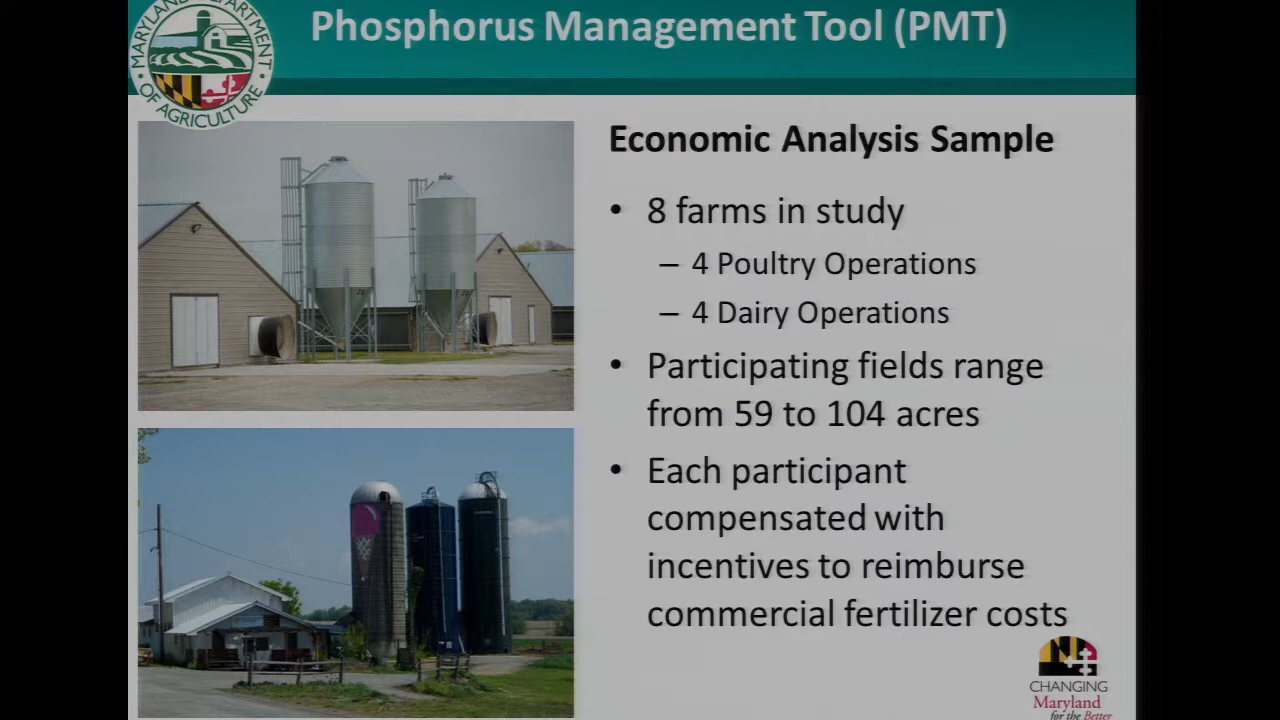 Phosphorus Management Tool (PMT)
MARYLAND DEPARTMENT
OF AGRICULTURE
Economic Analysis Sample
• 8 farms in study
– 4 Poultry Operations
– 4 Dairy Operations
• Participating fields range
from 59 to 104 acres
• Each participant
compensated with
incentives to reimburse
commercial fertilizer costs
CHANGING
Maryland
for the Better